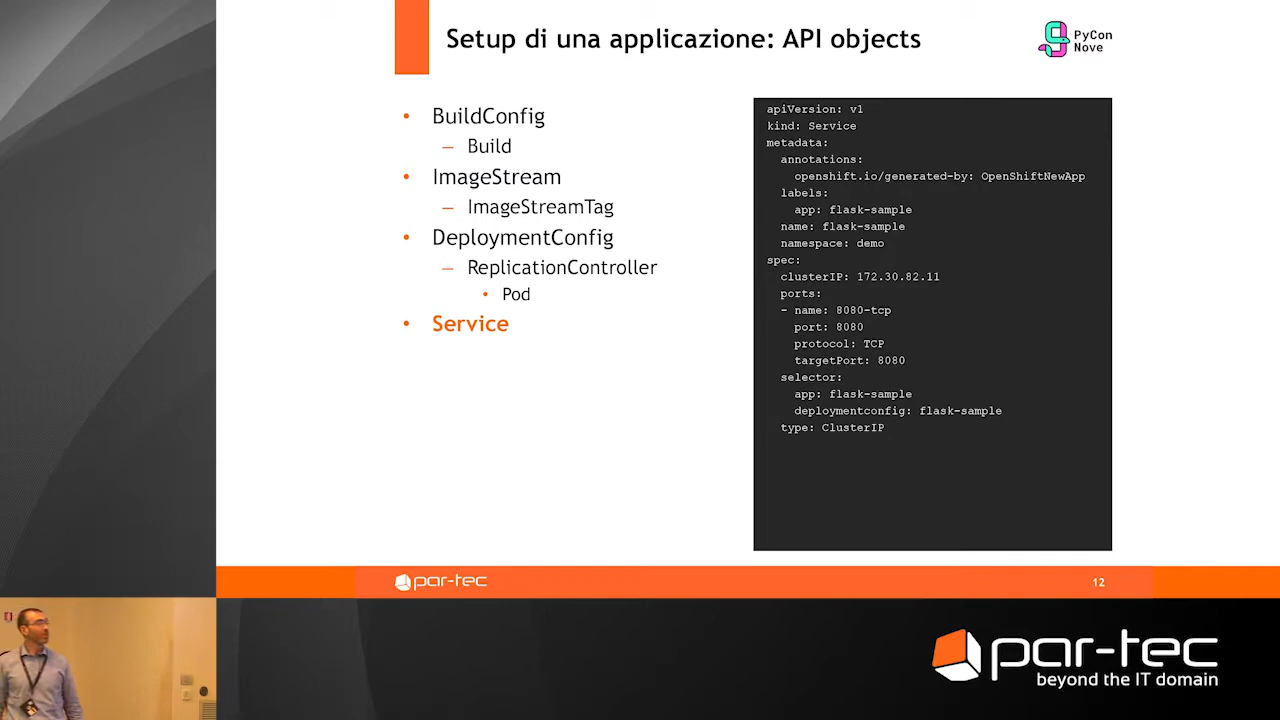 Setup di una applicazione: API objects
PyCon
Nove
• BuildConfig
– Build
• ImageStream
– ImageStreamTag
• DeploymentConfig
– ReplicationController
• Pod
• Service
apiVersion: v1
kind: Service
metadata:
  annotations:
    openshift.io/generated-by: OpenShiftNewApp
  labels:
    app: flask-sample
  name: flask-sample
  namespace: demo
spec:
  clusterIP: 172.30.82.11
  ports:
  - name: 8080-tcp
    port: 8080
    protocol: TCP
    targetPort: 8080
  selector:
    app: flask-sample
    deploymentconfig: flask-sample
  type: ClusterIP
par-tec
12
par-tec
beyond the IT domain